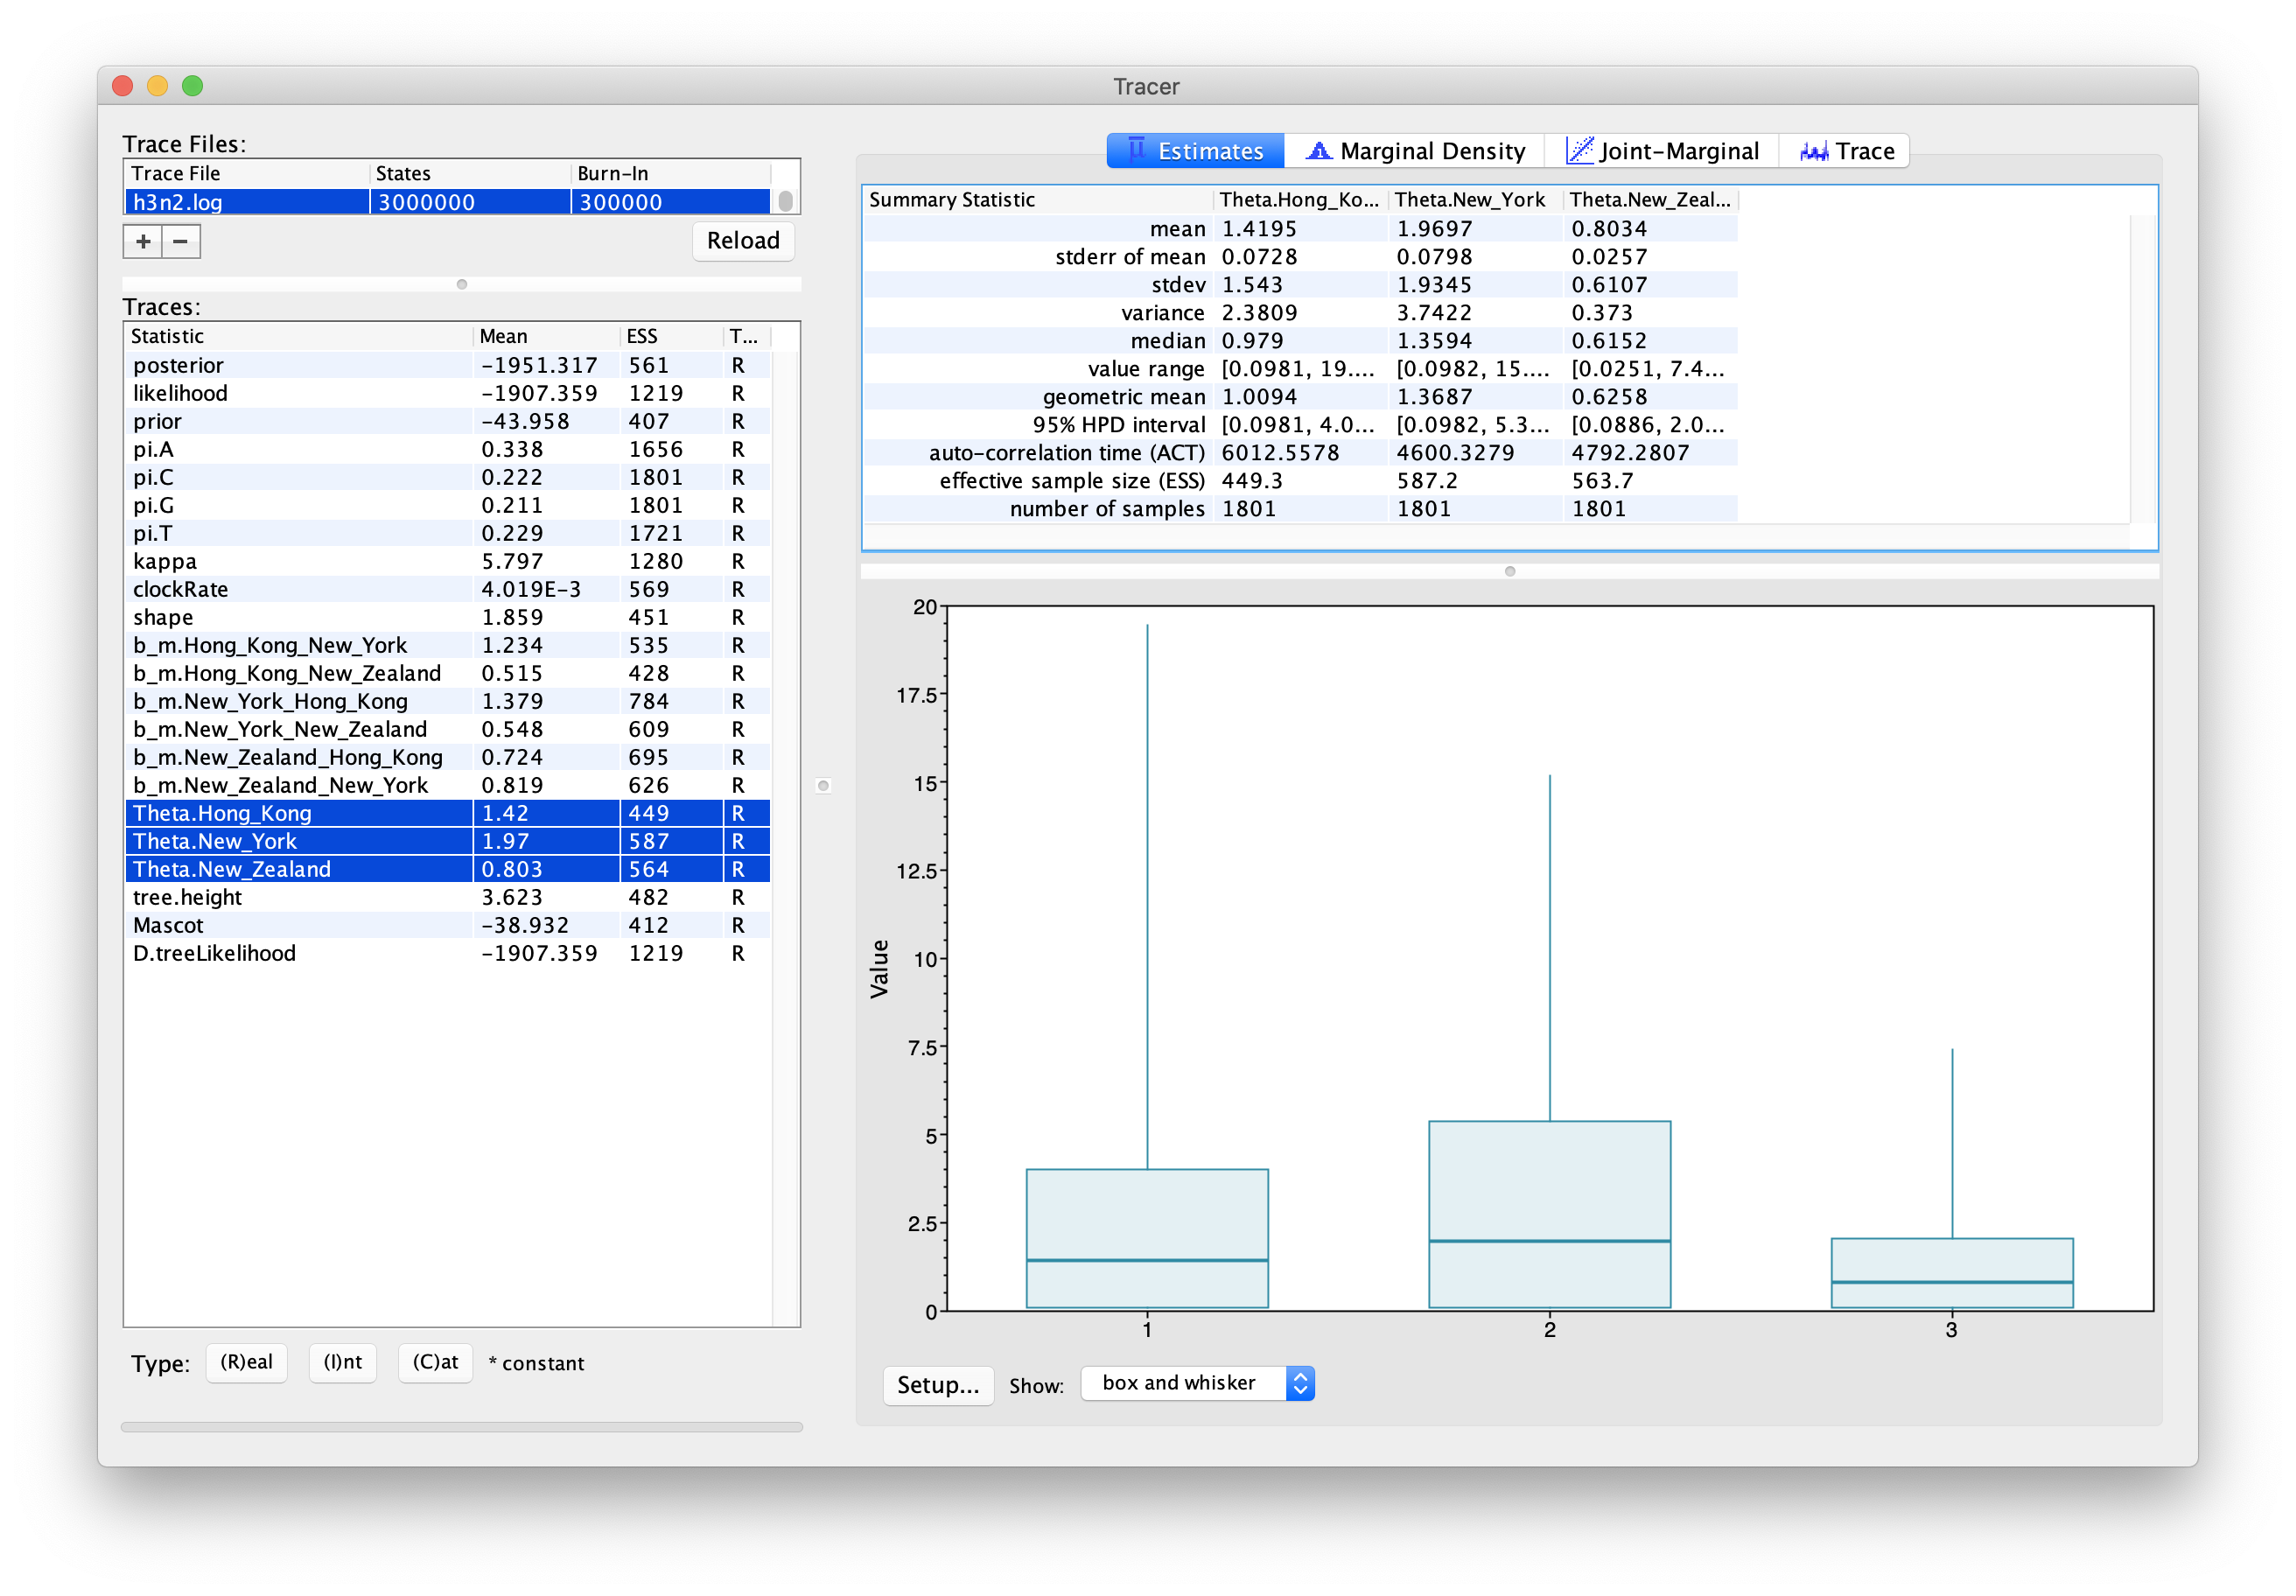 Tracer
Trace Files:
Trace File States Burn-In
h3n2.log 3000000 300000
+ −
Reload
Traces:
Statistic Mean ESS T...
posterior −1951.317 561 R
likelihood −1907.359 1219 R
prior −43.958 407 R
pi.A 0.338 1656 R
pi.C 0.222 1801 R
pi.G 0.211 1801 R
pi.T 0.229 1721 R
kappa 5.797 1280 R
clockRate 4.019E−3 569 R
shape 1.859 451 R
b_m.Hong_Kong_New_York 1.234 535 R
b_m.Hong_Kong_New_Zealand 0.515 428 R
b_m.New_York_Hong_Kong 1.379 784 R
b_m.New_York_New_Zealand 0.548 609 R
b_m.New_Zealand_Hong_Kong 0.724 695 R
b_m.New_Zealand_New_York 0.819 626 R
Theta.Hong_Kong 1.42 449 R
Theta.New_York 1.97 587 R
Theta.New_Zealand 0.803 564 R
tree.height 3.623 482 R
Mascot −38.932 412 R
D.treeLikelihood −1907.359 1219 R
Type: (R)eal (I)nt (C)at * constant
Estimates Marginal Density Joint-Marginal Trace
Summary Statistic Theta.Hong_Ko... Theta.New_York Theta.New_Zeal...
mean 1.4195 1.9697 0.8034
stderr of mean 0.0728 0.0798 0.0257
stdev 1.543 1.9345 0.6107
variance 2.3809 3.7422 0.373
median 0.979 1.3594 0.6152
value range [0.0981, 19.... [0.0982, 15.... [0.0251, 7.4...
geometric mean 1.0094 1.3687 0.6258
95% HPD interval [0.0981, 4.0... [0.0982, 5.3... [0.0886, 2.0...
auto-correlation time (ACT) 6012.5578 4600.3279 4792.2807
effective sample size (ESS) 449.3 587.2 563.7
number of samples 1801 1801 1801
20
17.5
15
12.5
10
7.5
5
2.5
0
Value
1 2 3
Setup... Show: box and whisker